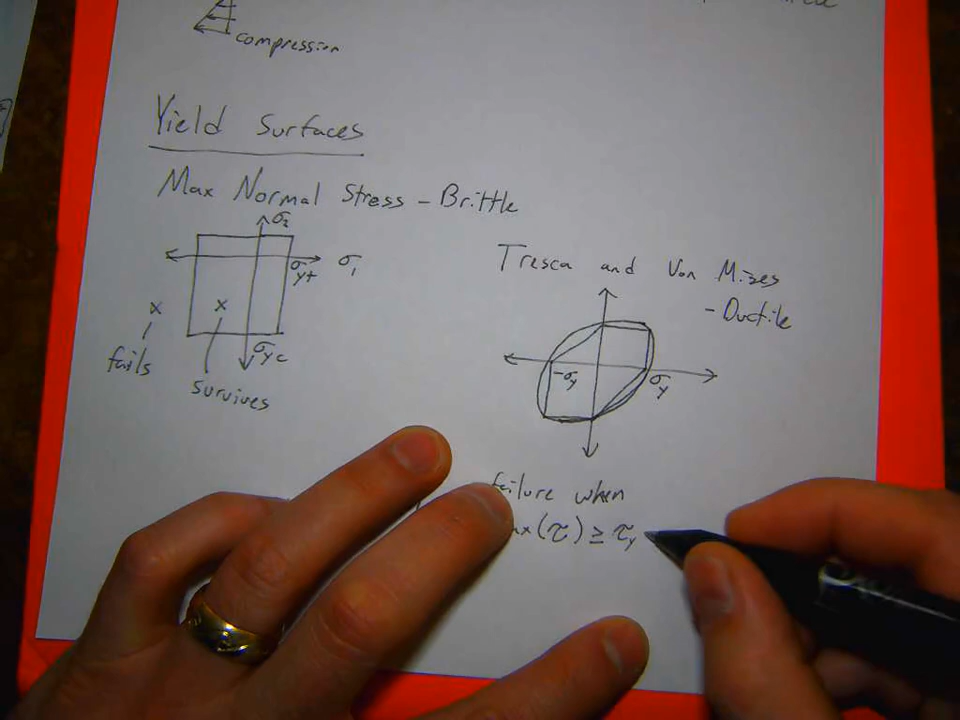 compression
Yield Surfaces
Max Normal Stress - Brittle
σ₂
σyt
σ₁
x
x
fails
σyc
survives
Tresca and Von Mises
- Ductile
-σy
σy
failure when
(τ) ≥ τy